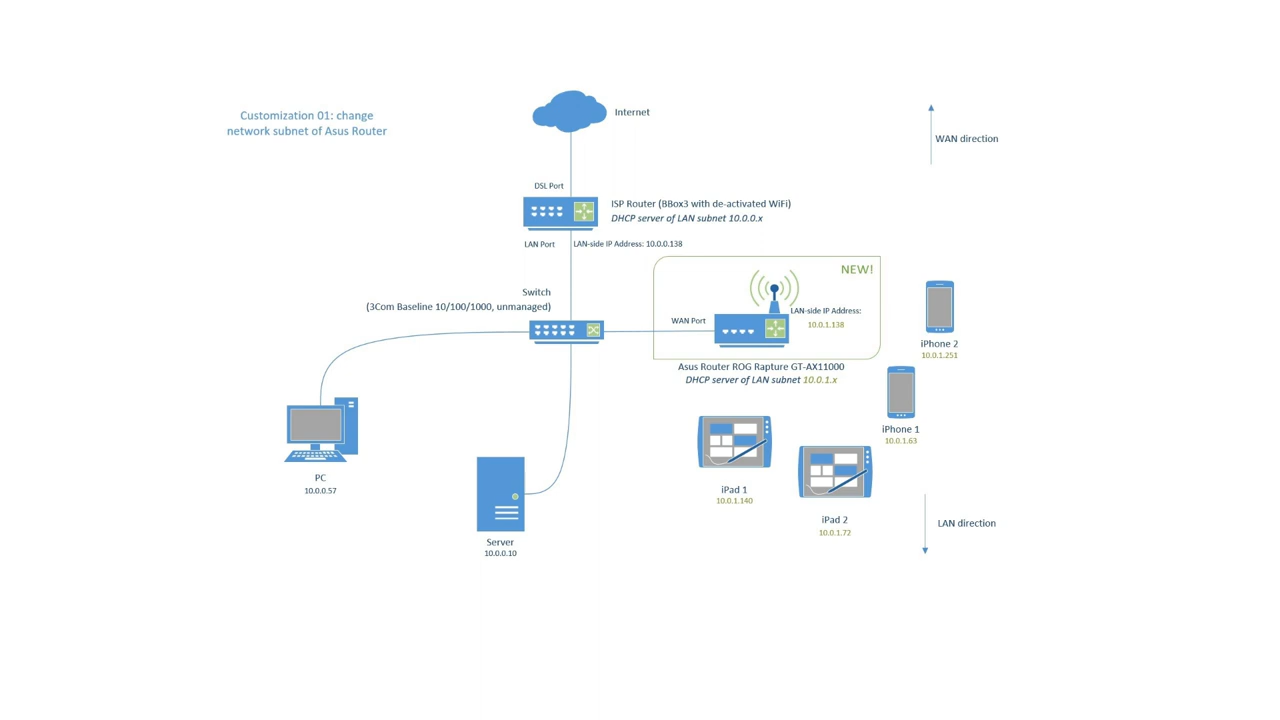 Customization 01: change
network subnet of Asus Router
Internet
WAN direction
DSL Port
ISP Router (BBox3 with de-activated WiFi)
DHCP server of LAN subnet 10.0.0.x
LAN Port
LAN-side IP Address: 10.0.0.138
NEW!
Switch
(3Com Baseline 10/100/1000, unmanaged)
WAN Port
LAN-side IP Address:
10.0.1.138
Asus Router ROG Rapture GT-AX11000
DHCP server of LAN subnet 10.0.1.x
iPhone 2
10.0.1.251
iPhone 1
10.0.1.63
PC
10.0.0.57
iPad 1
10.0.1.140
iPad 2
10.0.1.72
LAN direction
Server
10.0.0.10